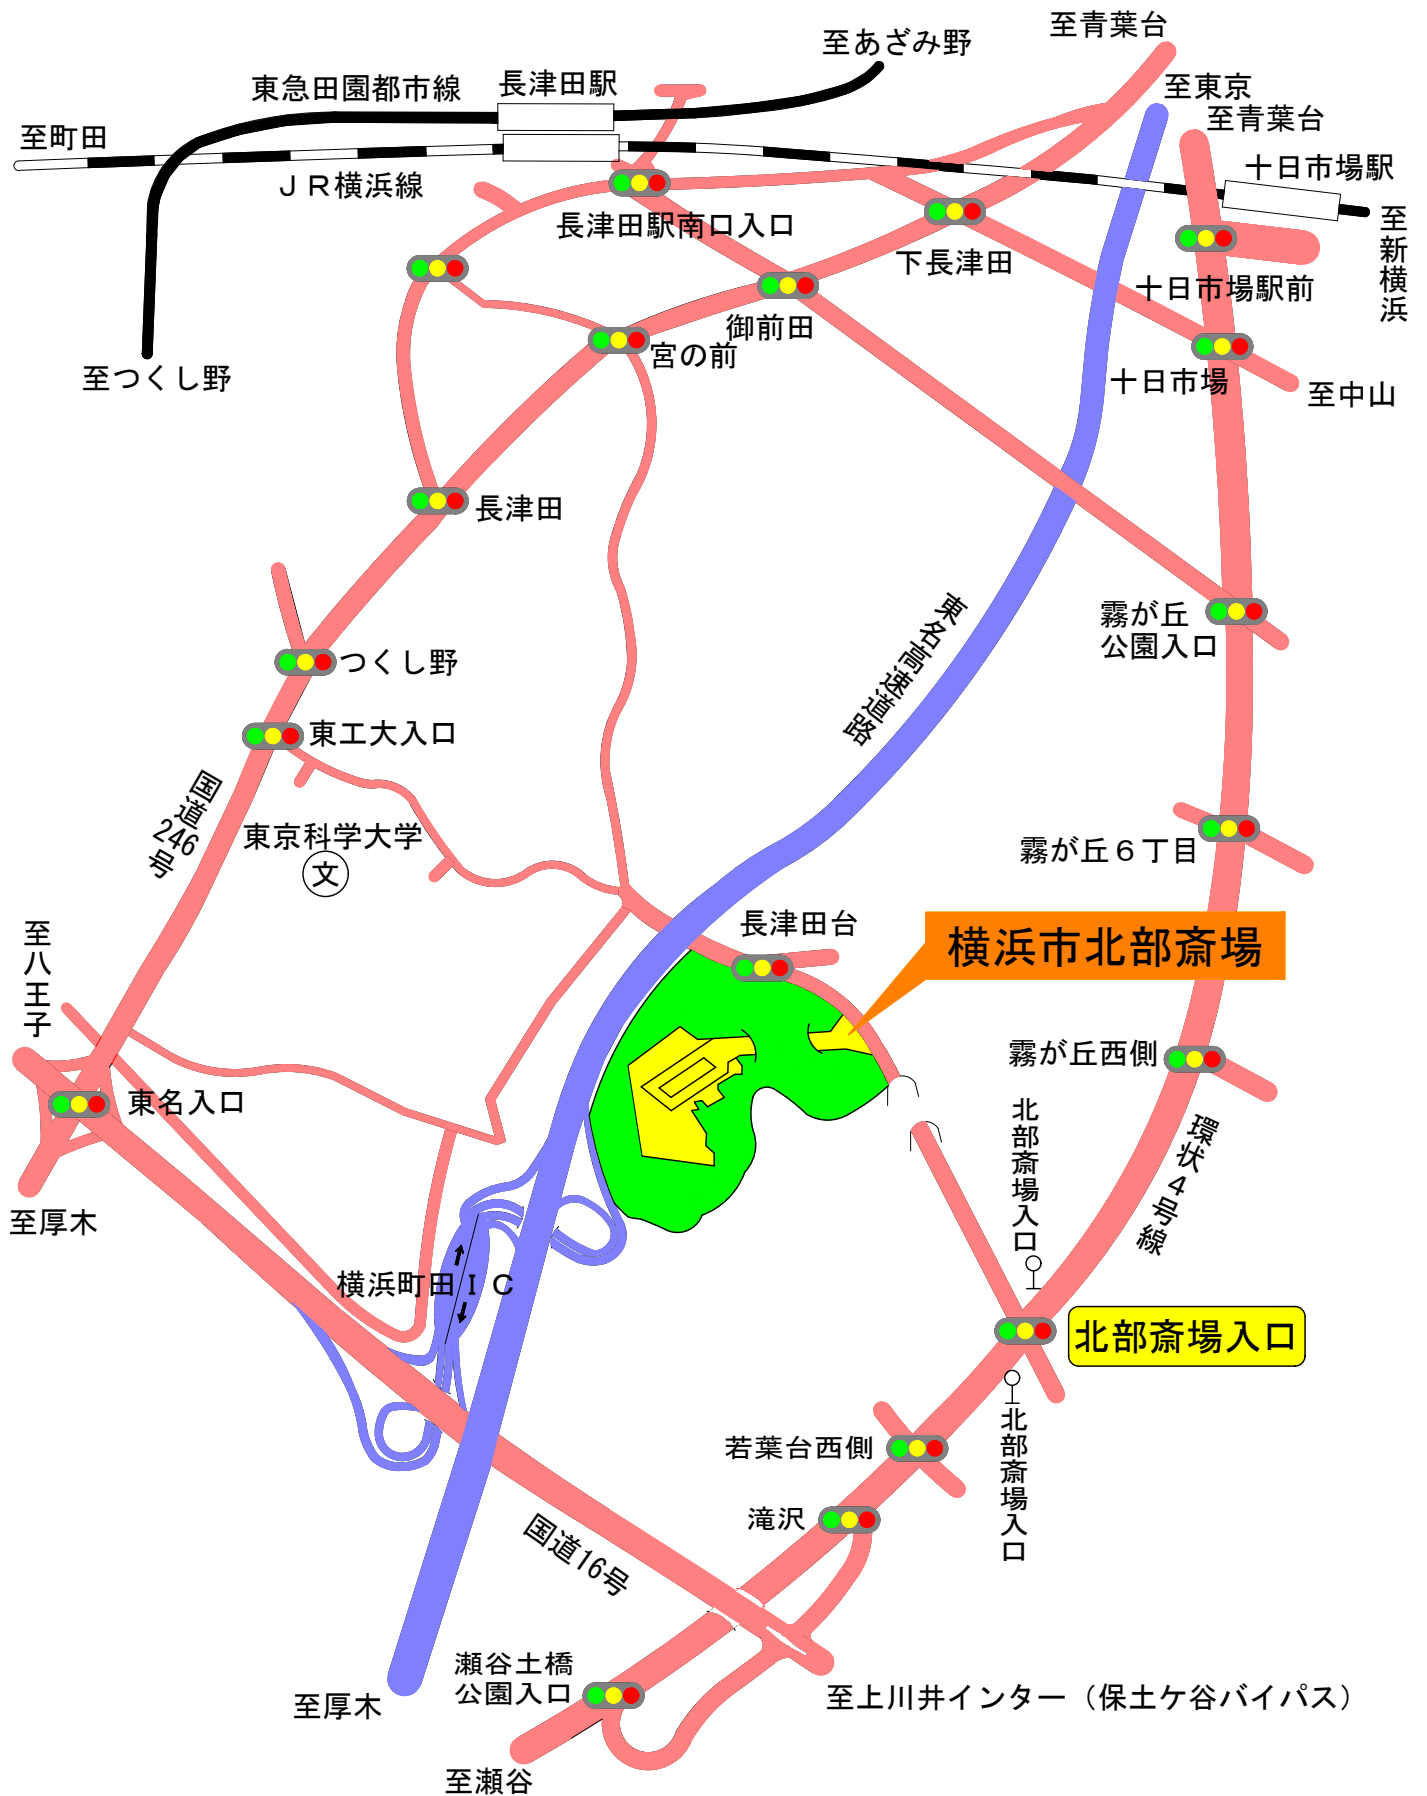 至青葉台
至あざみ野
東急田園都市線
長津田駅
至東京
至青葉台
至町田
十日市場駅
ＪＲ横浜線
長津田駅南口入口
至新横浜
下長津田
十日市場駅前
御前田
宮の前
至つくし野
十日市場
至中山
長津田
東名高速道路
霧が丘
公園入口
つくし野
東工大入口
国道246号
東京科学大学
文
霧が丘６丁目
長津田台
横浜市北部斎場
至八王子
霧が丘西側
東名入口
北部斎場入口
環状４号線
至厚木
横浜町田ＩＣ
北部斎場入口
北部斎場入口
若葉台西側
滝沢
国道16号
瀬谷土橋
公園入口
至厚木
至上川井インター（保土ケ谷バイパス）
至瀬谷